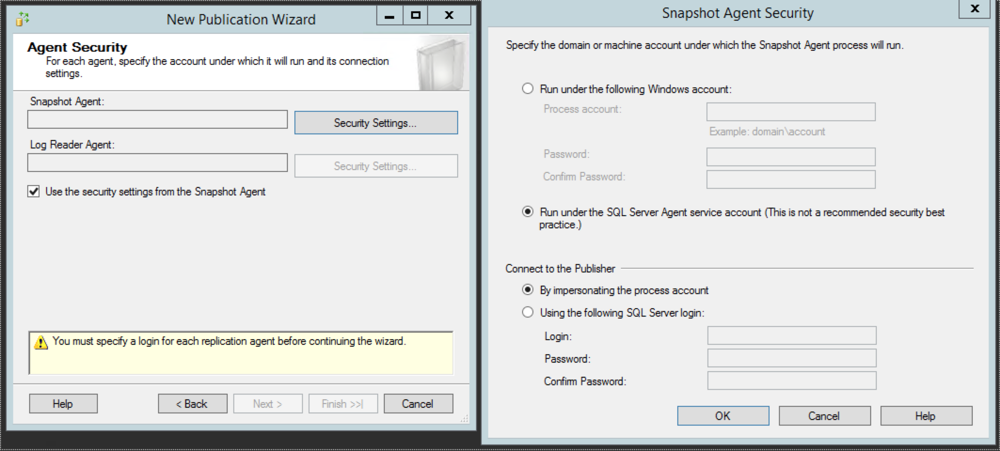 New Publication Wizard
Agent Security
For each agent, specify the account under which it will run and its connection
settings.
Snapshot Agent:
Security Settings...
Log Reader Agent:
Security Settings...
Use the security settings from the Snapshot Agent
You must specify a login for each replication agent before continuing the wizard.
Help
< Back
Next >
Finish >>|
Cancel
Snapshot Agent Security
Specify the domain or machine account under which the Snapshot Agent process will run.
Run under the following Windows account:
Process account:
Example: domain\account
Password:
Confirm Password:
Run under the SQL Server Agent service account (This is not a recommended security best
practice.)
Connect to the Publisher
By impersonating the process account
Using the following SQL Server login:
Login:
Password:
Confirm Password:
OK
Cancel
Help